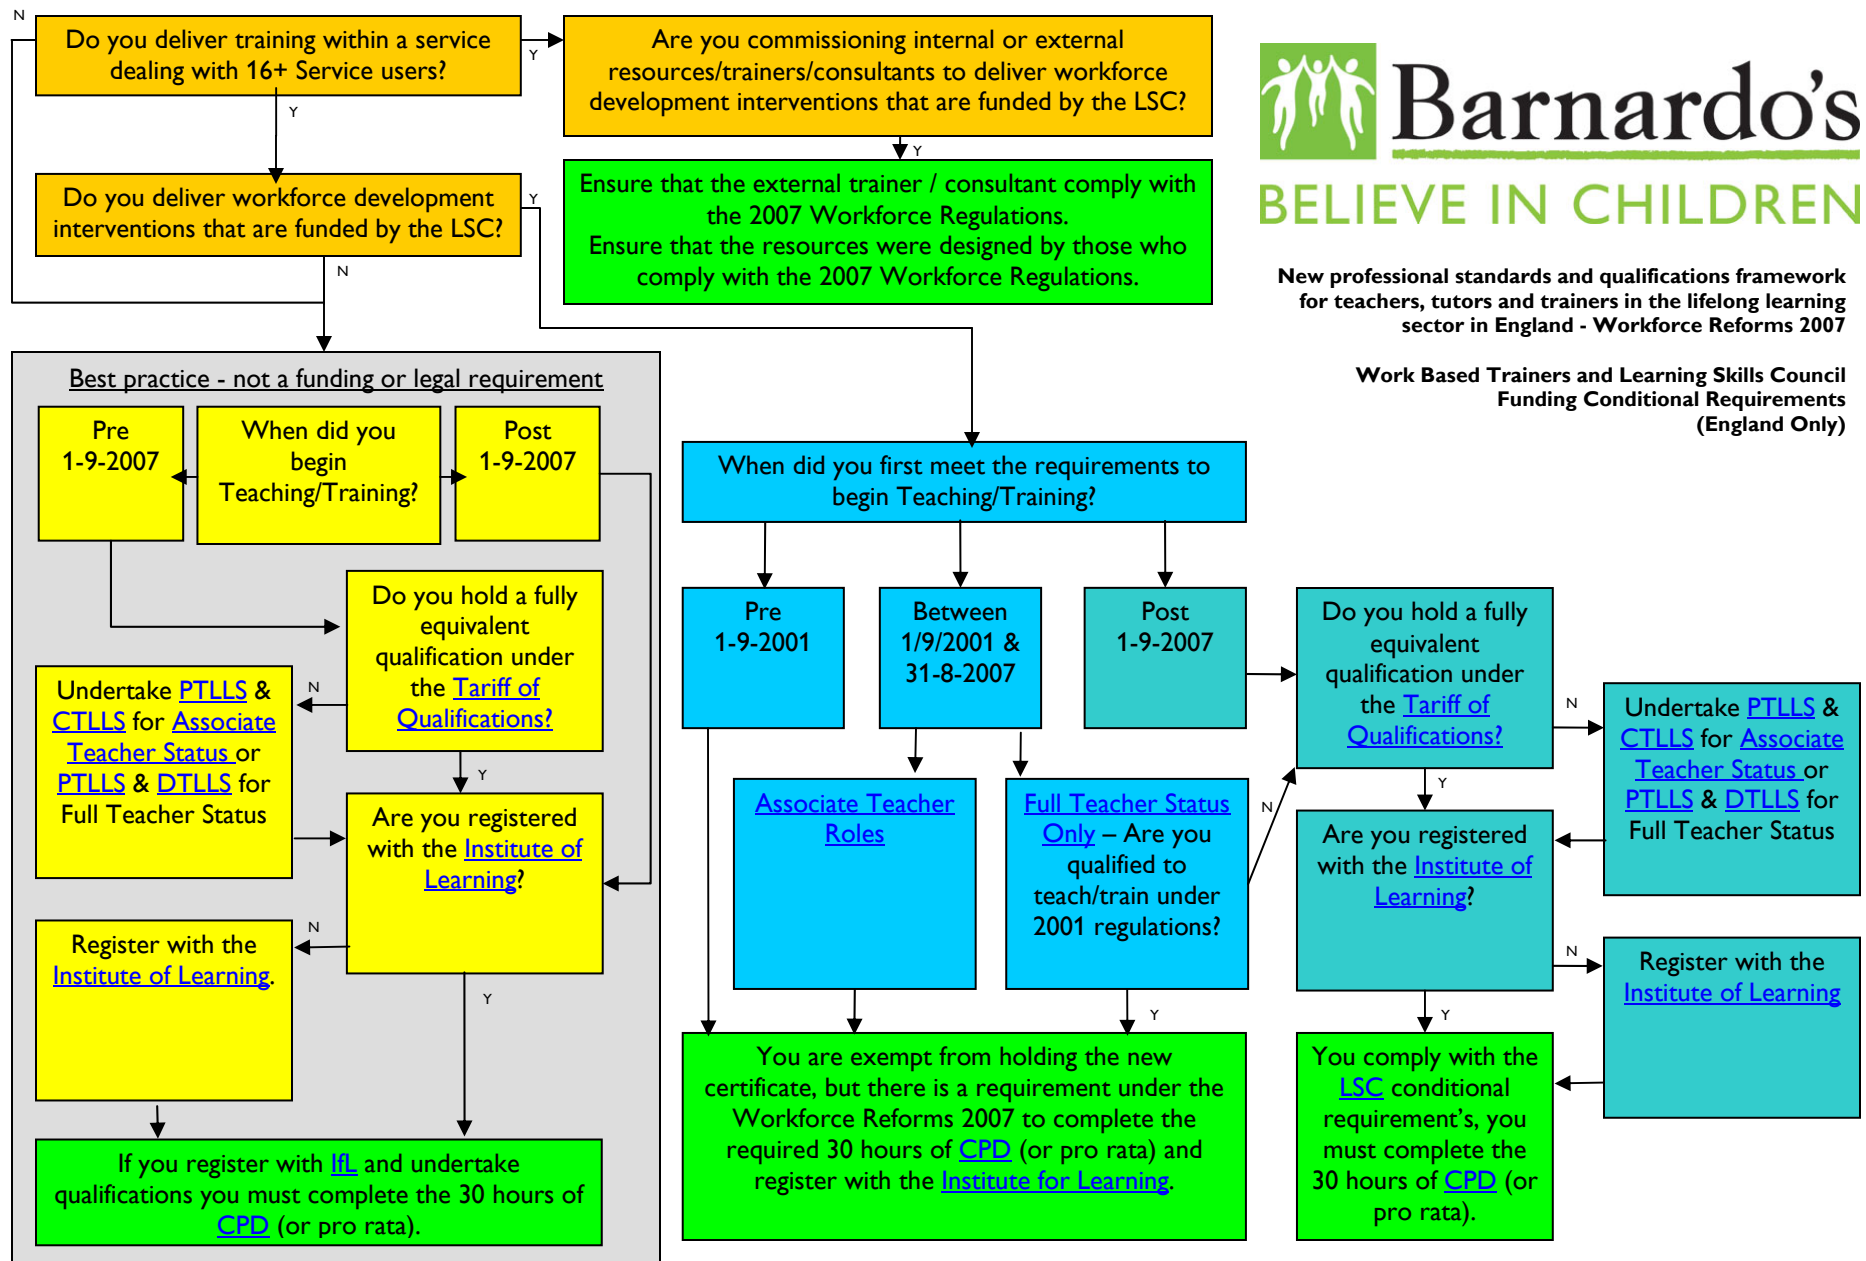 N
Do you deliver training within a service
dealing with 16+ Service users?
Y
Y
Are you commissioning internal or external
resources/trainers/consultants to deliver workforce
development interventions that are funded by the LSC?
Y
Ensure that the external trainer / consultant comply with
the 2007 Workforce Regulations.
Ensure that the resources were designed by those who
comply with the 2007 Workforce Regulations.
Do you deliver workforce development
interventions that are funded by the LSC?
Y
N
Barnardo's
BELIEVE IN CHILDREN
New professional standards and qualifications framework
for teachers, tutors and trainers in the lifelong learning
sector in England - Workforce Reforms 2007
Work Based Trainers and Learning Skills Council
Funding Conditional Requirements
(England Only)
Best practice - not a funding or legal requirement
Pre
1-9-2007
When did you
begin
Teaching/Training?
Post
1-9-2007
Do you hold a fully
equivalent
qualification under
the Tariff of
Qualifications?
N
Y
Undertake PTLLS &
CTLLS for Associate
Teacher Status or
PTLLS & DTLLS for
Full Teacher Status
Are you registered
with the Institute of
Learning?
N
Y
Register with the
Institute of Learning.
If you register with IfL and undertake
qualifications you must complete the 30 hours of
CPD (or pro rata).
When did you first meet the requirements to
begin Teaching/Training?
Pre
1-9-2001
Between
1/9/2001 &
31-8-2007
Post
1-9-2007
Associate Teacher
Roles
Full Teacher Status
Only – Are you
qualified to
teach/train under
2001 regulations?
N
Y
You are exempt from holding the new
certificate, but there is a requirement under the
Workforce Reforms 2007 to complete the
required 30 hours of CPD (or pro rata) and
register with the Institute for Learning.
Do you hold a fully
equivalent
qualification under
the Tariff of
Qualifications?
N
Y
Undertake PTLLS &
CTLLS for Associate
Teacher Status or
PTLLS & DTLLS for
Full Teacher Status
Are you registered
with the Institute of
Learning?
N
Y
Register with the
Institute of Learning
You comply with the
LSC conditional
requirement's, you
must complete the
30 hours of CPD (or
pro rata).